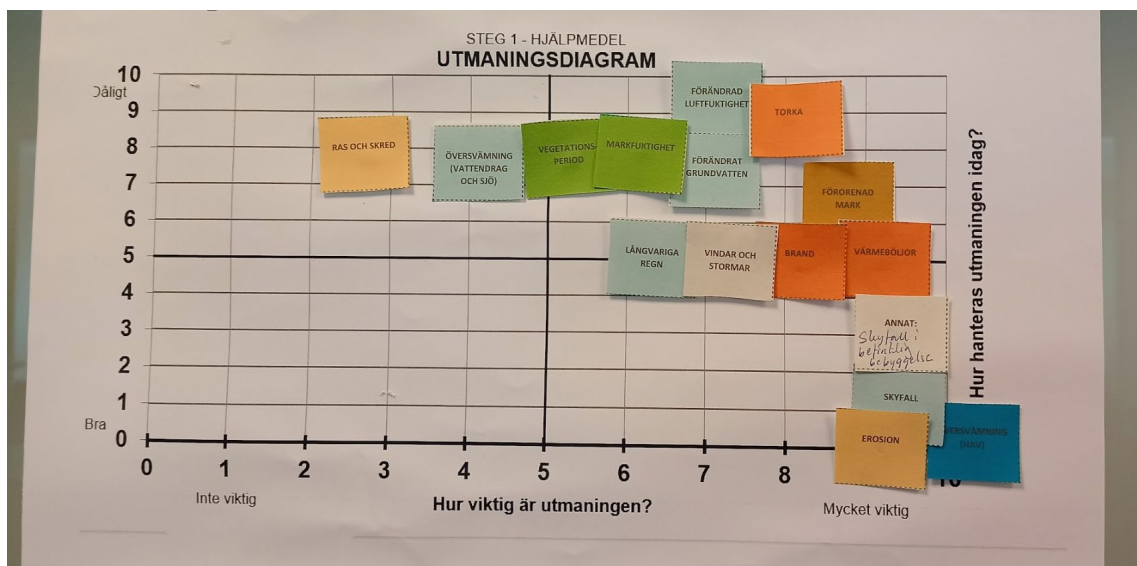 STEG 1 - HJÄLPMEDEL
UTMANINGSDIAGRAM
10
Dåligt
9
8
7
6
5
4
3
2
1
Bra
0
FÖRÄNDRAD
LUFTFUKTIGHET
TORKA
RAS OCH SKRED
ÖVERSVÄMNING
(VATTENDRAG
OCH SJÖ)
VEGETATIONS-
PERIOD
MARKFUKTIGHET
FÖRÄNDRAT
GRUNDVATTEN
FÖRORENAD
MARK
LÅNGVARIGA
REGN
VINDAR OCH
STORMAR
BRAND
VÄRMEBÖLJOR
ANNAT:
Skyfall i
bebyggelse
SKYFALL
EROSION
VERSVÄMNING
(HAV)
Hur hanteras utmaningen idag?
0 1 2 3 4 5 6 7 8 10
Inte viktig
Hur viktig är utmaningen?
Mycket viktig